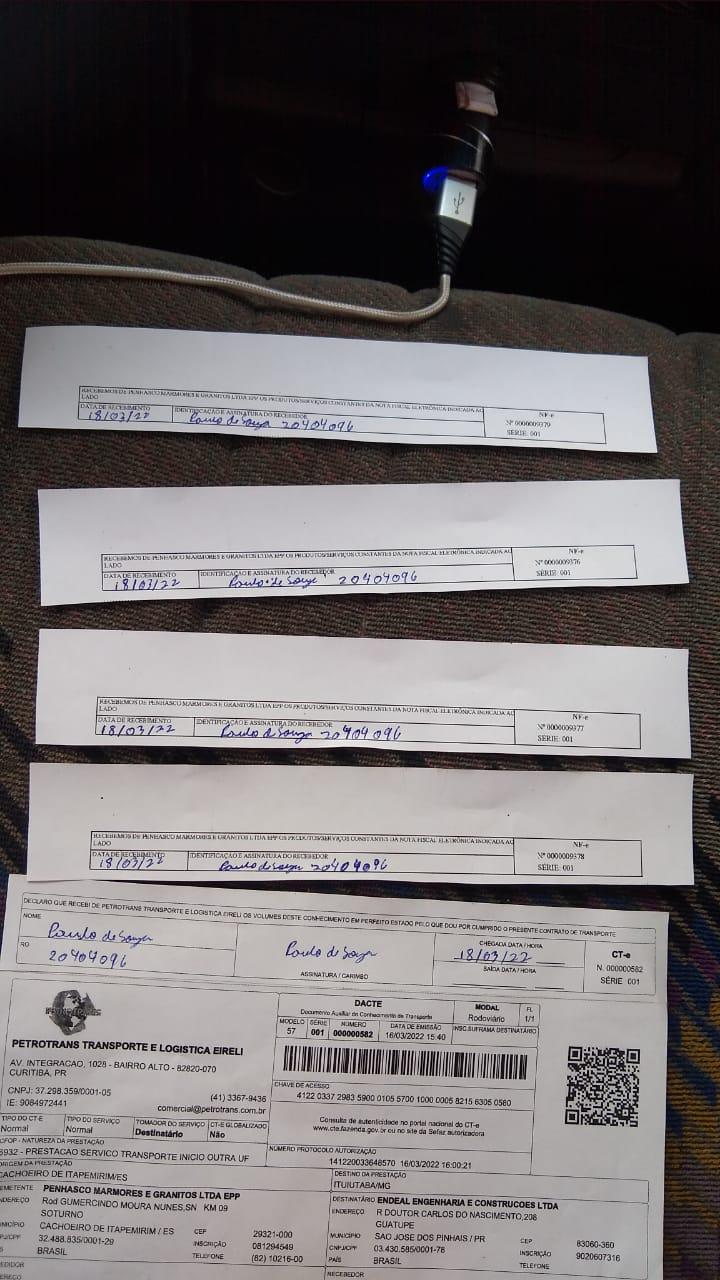 RECEBEMOS DE PENHASCO MARMORES E GRANITOS LTDA EPP OS PRODUTOS/SERVIÇOS CONSTANTES DA NOTA FISCAL ELETRÔNICA INDICADA AO
LADO
DATA DE RECEBIMENTO IDENTIFICAÇÃO E ASSINATURA DO RECEBEDOR
18/03/22 Paulo de Souza 20404096
NF-e
Nº 0000009379
SÉRIE: 001
RECEBEMOS DE PENHASCO MARMORES E GRANITOS LTDA EPP OS PRODUTOS/SERVIÇOS CONSTANTES DA NOTA FISCAL ELETRÔNICA INDICADA AO
LADO
DATA DE RECEBIMENTO IDENTIFICAÇÃO E ASSINATURA DO RECEBEDOR
18/03/22 Paulo de Souza 20404096
NF-e
Nº 0000009376
SÉRIE: 001
RECEBEMOS DE PENHASCO MARMORES E GRANITOS LTDA EPP OS PRODUTOS/SERVIÇOS CONSTANTES DA NOTA FISCAL ELETRÔNICA INDICADA AO
LADO
DATA DE RECEBIMENTO IDENTIFICAÇÃO E ASSINATURA DO RECEBEDOR
18/03/22 Paulo de Souza 20404096
NF-e
Nº 0000009377
SÉRIE: 001
RECEBEMOS DE PENHASCO MARMORES E GRANITOS LTDA EPP OS PRODUTOS/SERVIÇOS CONSTANTES DA NOTA FISCAL ELETRÔNICA INDICADA AO
LADO
DATA DE RECEBIMENTO IDENTIFICAÇÃO E ASSINATURA DO RECEBEDOR
18/03/22 Paulo de Souza 20404096
NF-e
Nº 0000009378
SÉRIE: 001
DECLARO QUE RECEBI DE PETROTRANS TRANSPORTE E LOGISTICA EIRELI OS VOLUMES DESTE CONHECIMENTO EM PERFEITO ESTADO PELO QUE DOU POR CUMPRIDO O PRESENTE CONTRATO DE TRANSPORTE
NOME
Paulo de Souza
RG
20404096
Paulo de Souza
ASSINATURA / CARIMBO
CHEGADA DATA / HORA
18/03/22
SAÍDA DATA / HORA
CT-e
N. 000000582
SÉRIE 001
PETROTRANS TRANSPORTE E LOGISTICA EIRELI
AV. INTEGRACAO, 1028 - BAIRRO ALTO - 82820-070
CURITIBA, PR
CNPJ: 37.298.359/0001-05 (41) 3367-9436
IE: 9084972441 comercial@petrotrans.com.br
DACTE
Documento Auxiliar do Conhecimento de Transporte
MODAL
Rodoviário
FL
1/1
MODELO SÉRIE NÚMERO DATA DE EMISSÃO INSC.SUFRAMA DESTINATÁRIO
57 001 000000582 16/03/2022 15:40
CHAVE DE ACESSO
4122 0337 2983 5900 0105 5700 1000 0005 8215 6305 0580
Consulta de autenticidade no portal nacional do CT-e
www.cte.fazenda.gov.br ou no site da Sefaz autorizadora
TIPO DO CT-E TIPO DO SERVIÇO TOMADOR DO SERVIÇO CT-E GLOBALIZADO
Normal Normal Destinatário Não
NÚMERO PROTOCOLO AUTORIZAÇÃO
141220033648570 16/03/2022 16:00:21
CFOP - NATUREZA DA PRESTAÇÃO
6932 - PRESTACAO SERVICO TRANSPORTE INICIO OUTRA UF
ORIGEM DA PRESTAÇÃO
CACHOEIRO DE ITAPEMIRIM/ES
DESTINO DA PRESTAÇÃO
ITUIUTABA/MG
REMETENTE PENHASCO MARMORES E GRANITOS LTDA EPP
ENDEREÇO Rod GUMERCINDO MOURA NUNES,SN KM 09
SOTURNO
MUNICÍPIO CACHOEIRO DE ITAPEMIRIM / ES CEP 29321-000
CNPJ/CPF 32.488.835/0001-29 INSCRIÇÃO 081294549
PAÍS BRASIL TELEFONE (82) 10216-00
DESTINATÁRIO ENDEAL ENGENHARIA E CONSTRUCOES LTDA
ENDEREÇO R DOUTOR CARLOS DO NASCIMENTO,208
GUATUPE
MUNICÍPIO SAO JOSE DOS PINHAIS / PR CEP 83060-360
CNPJ/CPF 03.430.585/0001-78 INSCRIÇÃO 9020607316
PAÍS BRASIL TELEFONE
RECEBEDOR